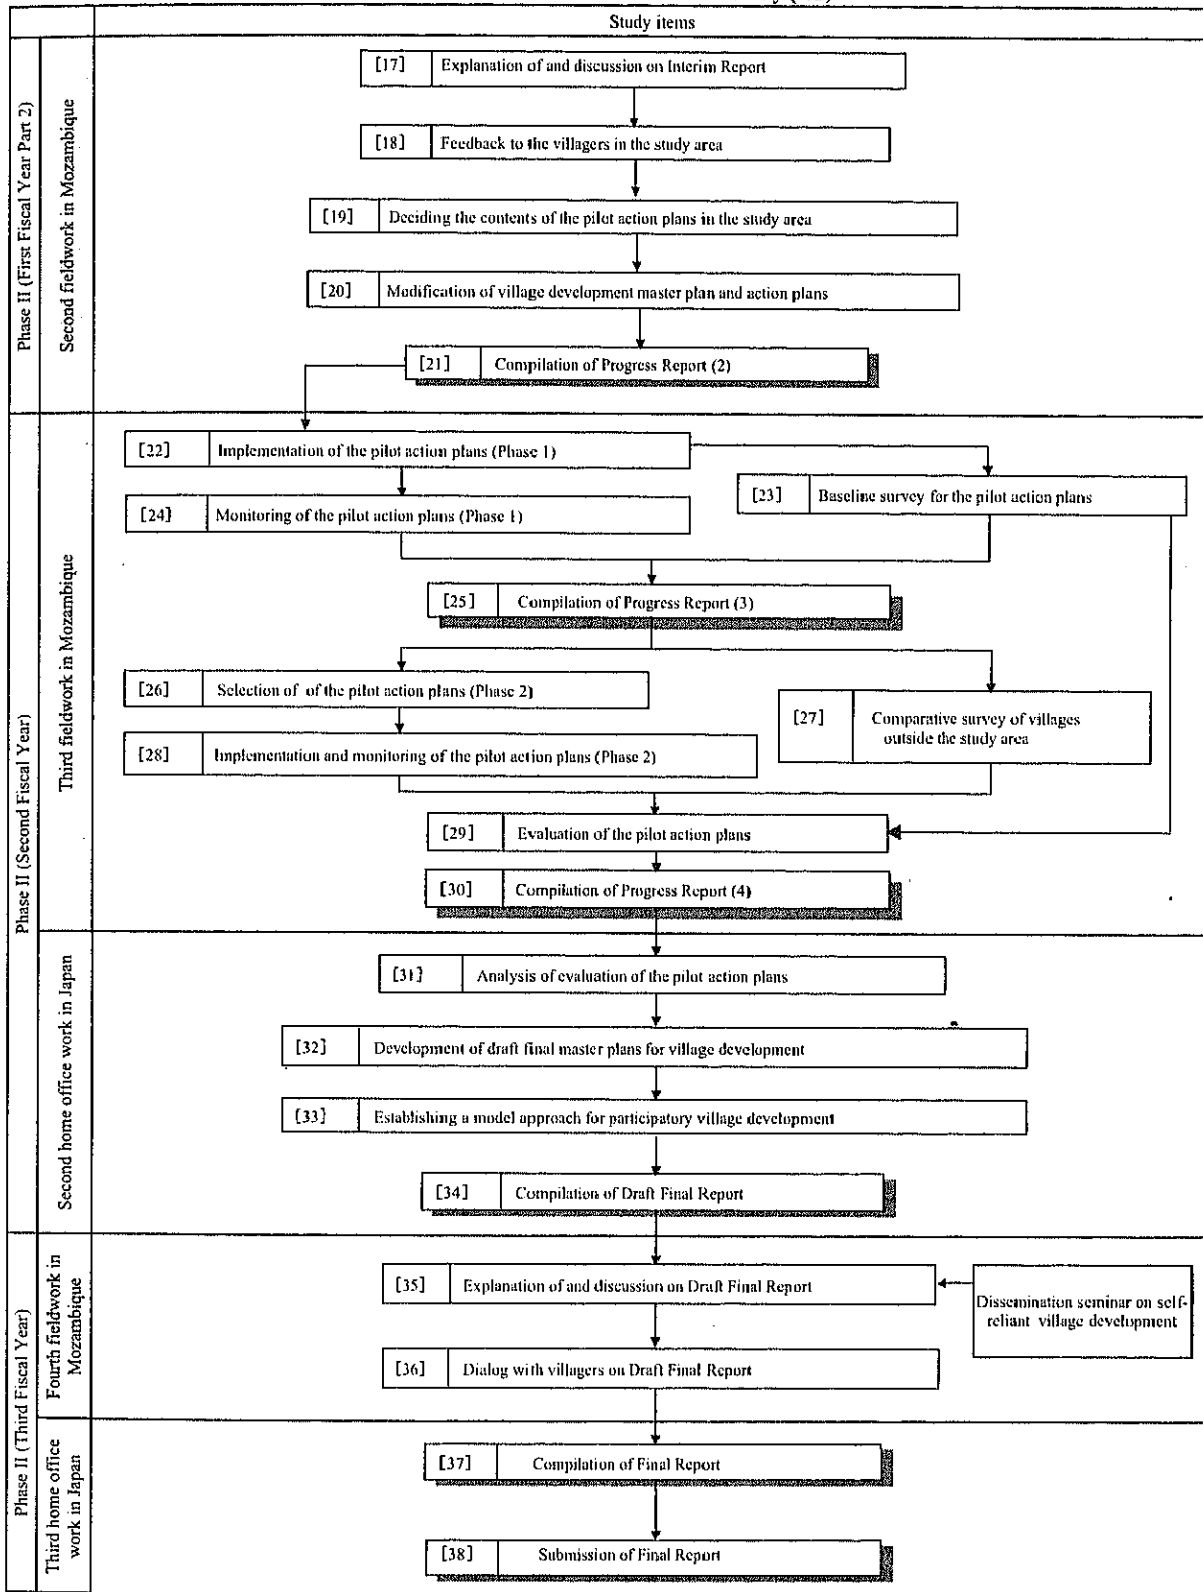 Study items
Phase II (First Fiscal Year Part 2)
Second fieldwork in Mozambique
[17] Explanation of and discussion on Interim Report
[18] Feedback to the villagers in the study area
[19] Deciding the contents of the pilot action plans in the study area
[20] Modification of village development master plan and action plans
[21] Compilation of Progress Report (2)
Phase II (Second Fiscal Year)
Third fieldwork in Mozambique
[22] Implementation of the pilot action plans (Phase 1)
[23] Baseline survey for the pilot action plans
[24] Monitoring of the pilot action plans (Phase 1)
[25] Compilation of Progress Report (3)
[26] Selection of of the pilot action plans (Phase 2)
[27] Comparative survey of villages
outside the study area
[28] Implementation and monitoring of the pilot action plans (Phase 2)
[29] Evaluation of the pilot action plans
[30] Compilation of Progress Report (4)
Second home office work in Japan
[31] Analysis of evaluation of the pilot action plans
[32] Development of draft final master plans for village development
[33] Establishing a model approach for participatory village development
[34] Compilation of Draft Final Report
Phase II (Third Fiscal Year)
Fourth fieldwork in
Mozambique
[35] Explanation of and discussion on Draft Final Report
Dissemination seminar on self-
reliant village development
[36] Dialog with villagers on Draft Final Report
Third home office
work in Japan
[37] Compilation of Final Report
[38] Submission of Final Report